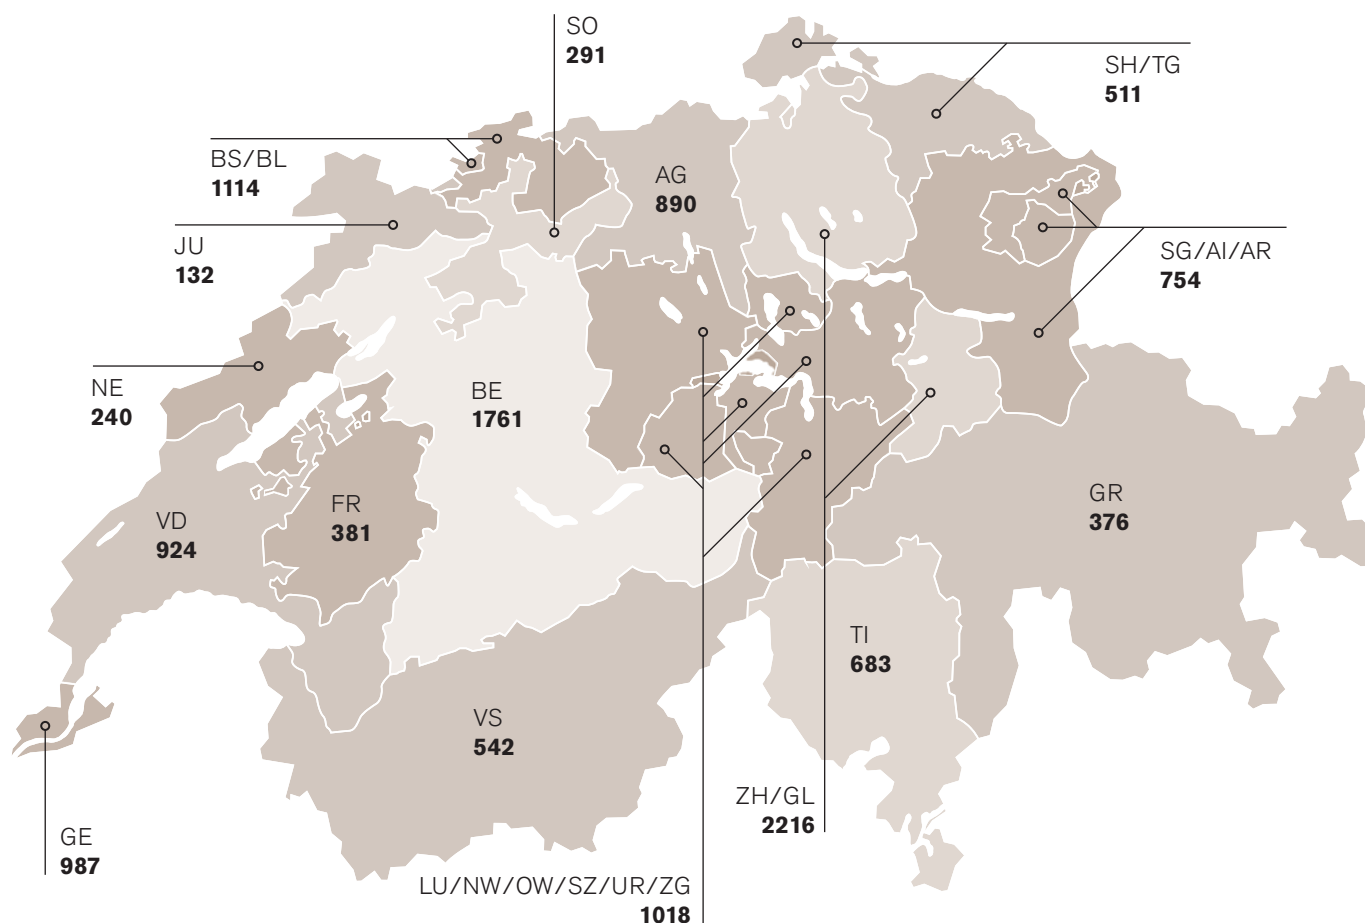 SO
291
SH/TG
511
BS/BL
1114
AG
890
JU
132
SG/AI/AR
754
NE
240
BE
1761
GR
376
FR
381
VD
924
TI
683
VS
542
ZH/GL
2216
GE
987
LU/NW/OW/SZ/UR/ZG
1018